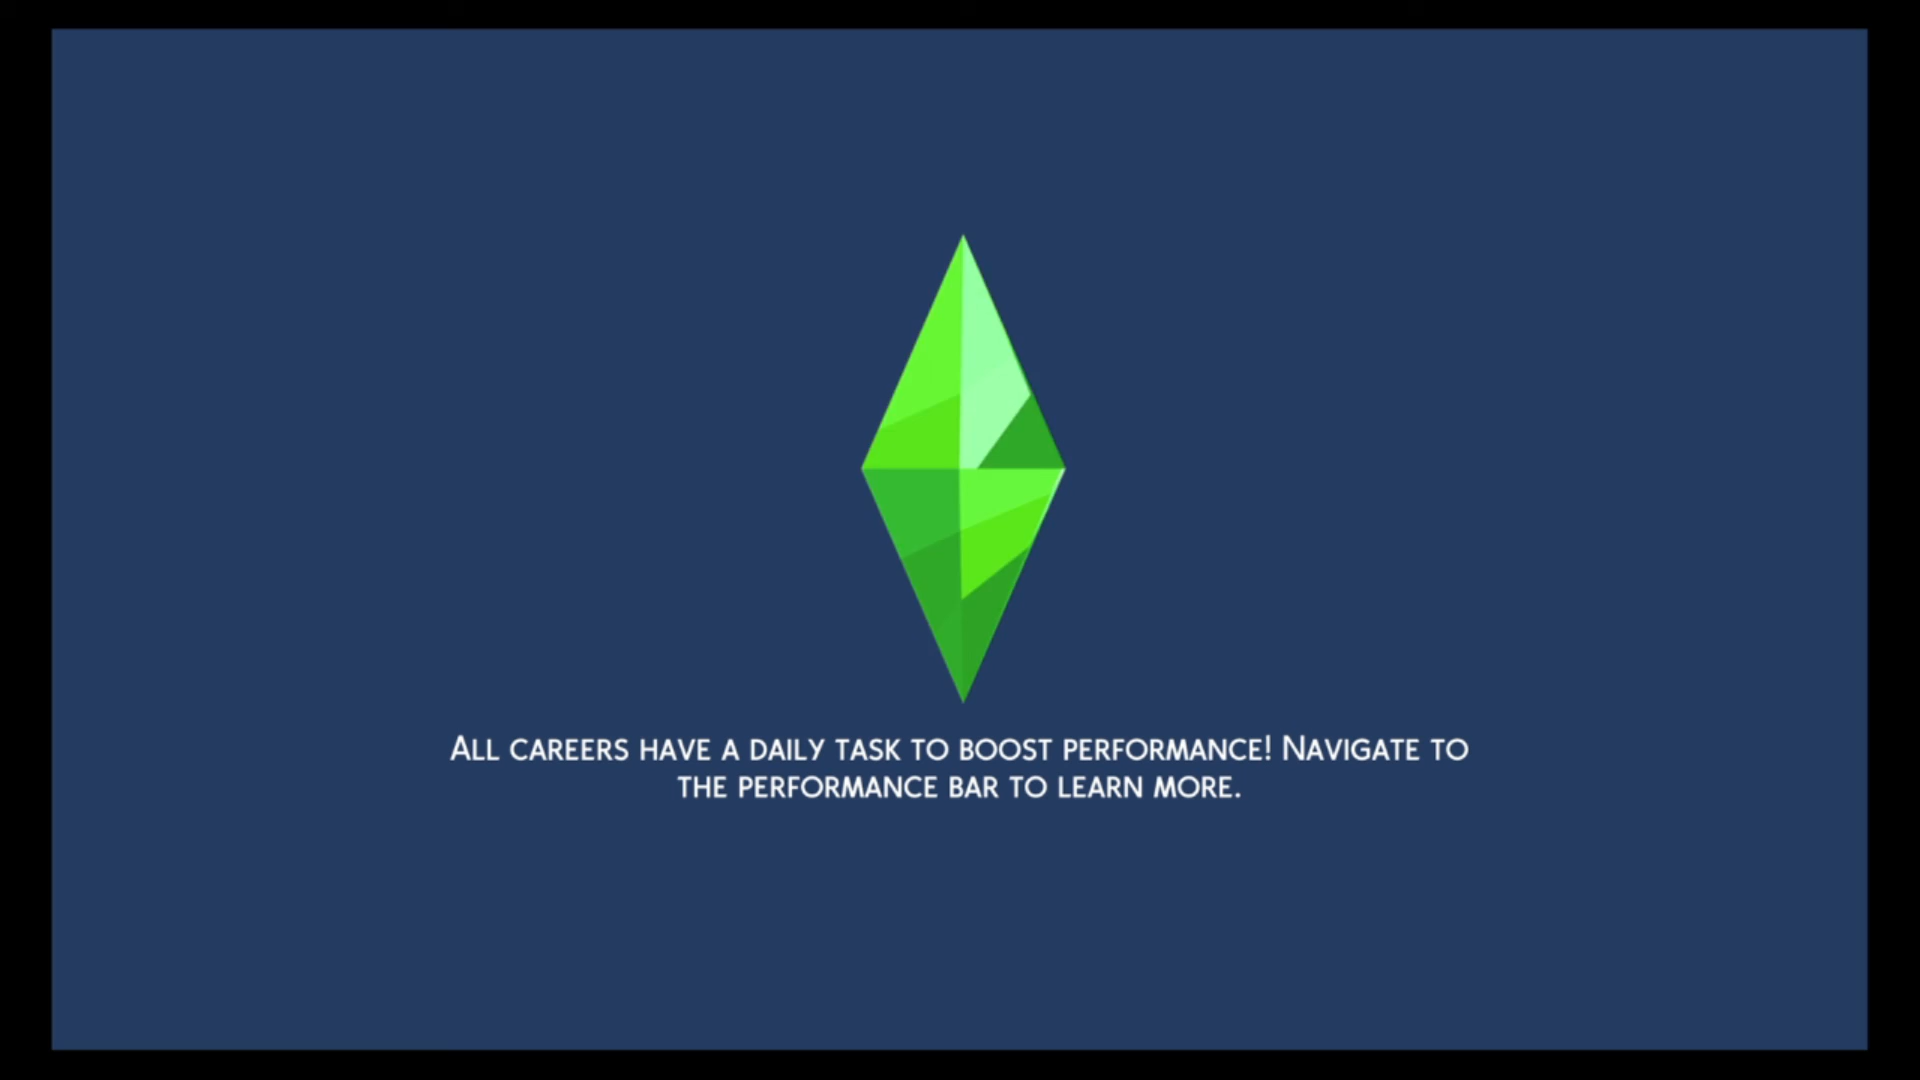 All careers have a daily task to boost performance! Navigate to
the performance bar to learn more.